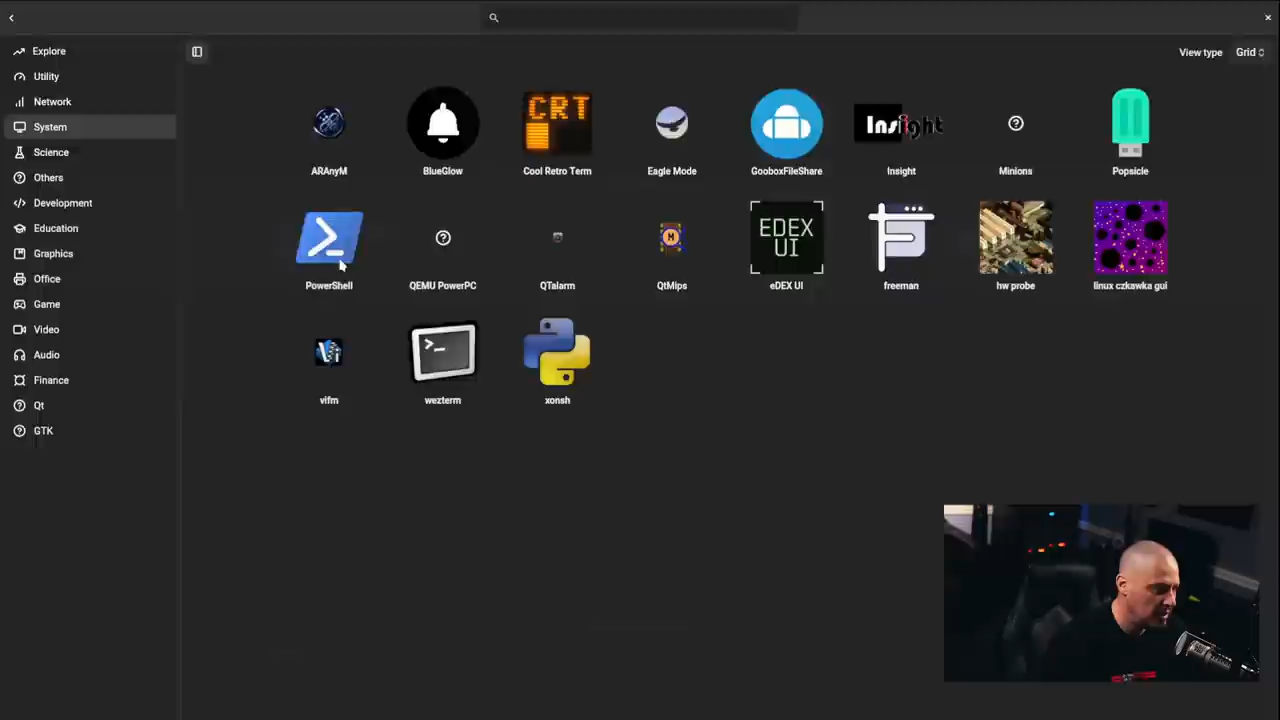 View type Grid
Explore
Utility
Network
System
Science
Others
Development
Education
Graphics
Office
Game
Video
Audio
Finance
Qt
GTK
CRT
Insight
ARAnyM
BlueGlow
Cool Retro Term
Eagle Mode
GooboxFileShare
Insight
Minions
Popsicle
EDEX
UI
PowerShell
QEMU PowerPC
QTalarm
QtMips
eDEX UI
freeman
hw probe
linux czkawka gui
vifm
wezterm
xonsh